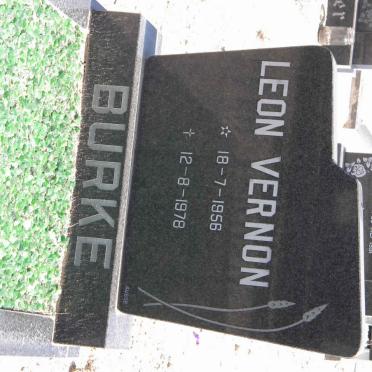 LEON VERNON
☆ 18-7-1956
✝ 12-8-1978
BURKE